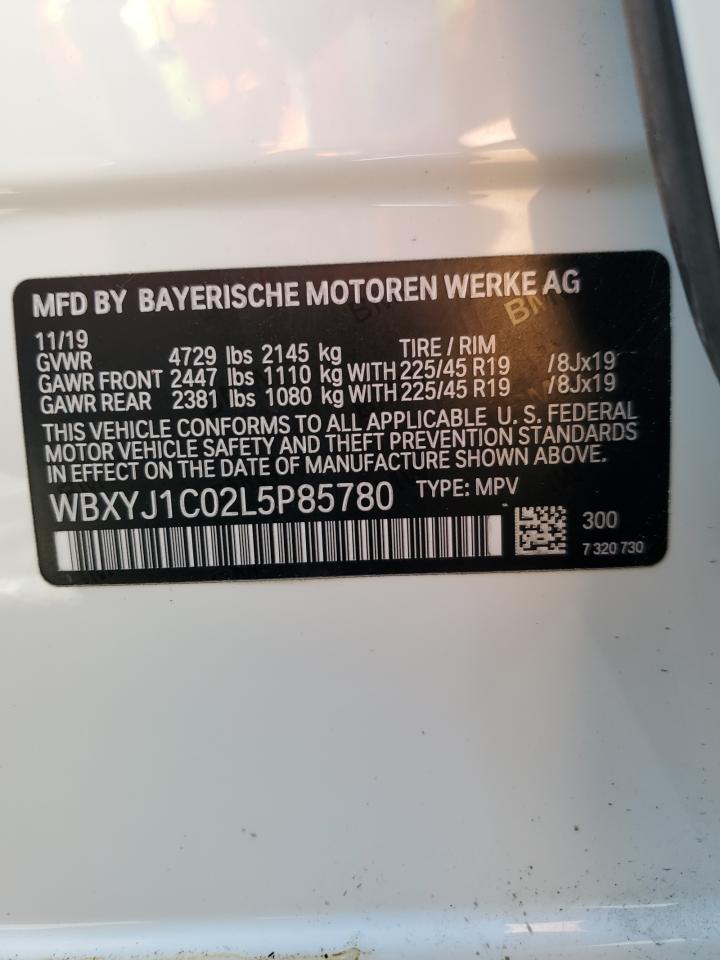 MFD BY BAYERISCHE MOTOREN WERKE AG
11/19
GVWR 4729 lbs 2145 kg TIRE / RIM
GAWR FRONT 2447 lbs 1110 kg WITH 225/45 R19 /8Jx19
GAWR REAR 2381 lbs 1080 kg WITH 225/45 R19 /8Jx19
THIS VEHICLE CONFORMS TO ALL APPLICABLE U. S. FEDERAL
MOTOR VEHICLE SAFETY AND THEFT PREVENTION STANDARDS
IN EFFECT ON THE DATE OF MANUFACTURE SHOWN ABOVE.
WBXYJ1C02L5P85780 TYPE: MPV
300
7 320 730